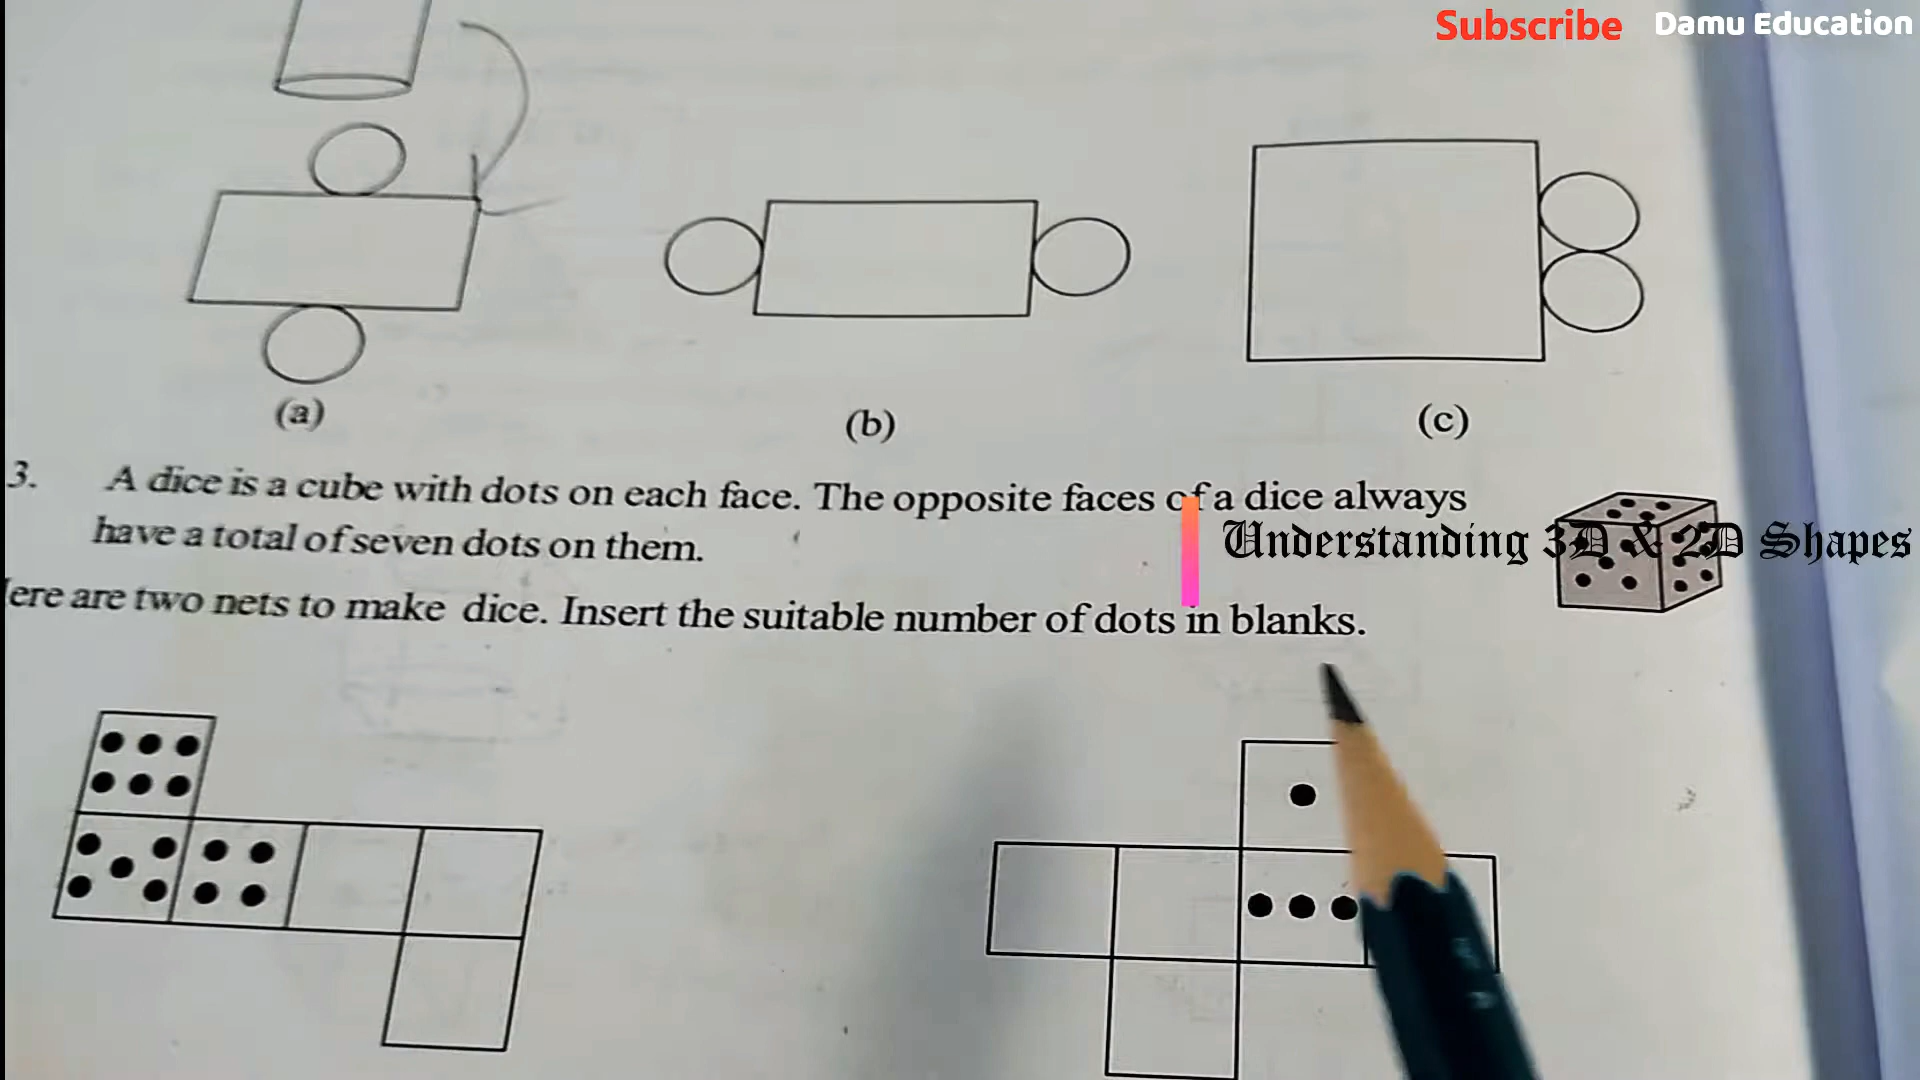 Subscribe Damu Education
(a)
(b)
(c)
3. A dice is a cube with dots on each face. The opposite faces of a dice always
have a total of seven dots on them.
Understanding 3D & 2D Shapes
ere are two nets to make dice. Insert the suitable number of dots in blanks.